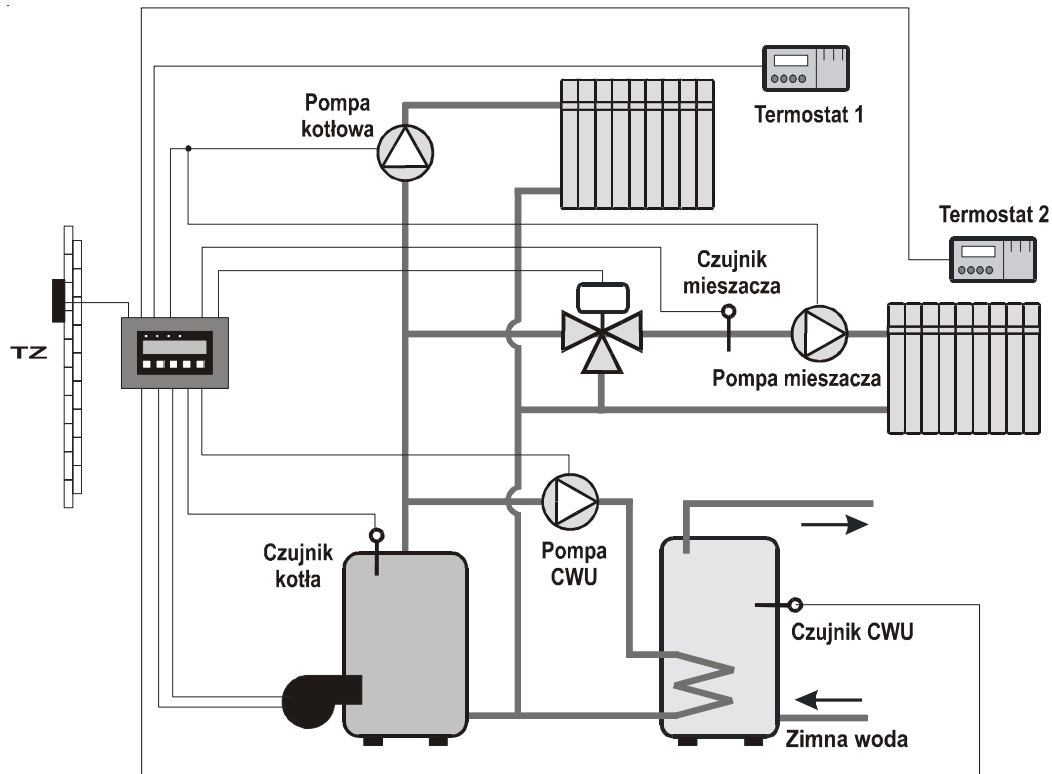 Pompa
kotłowa
Termostat 1
Termostat 2
Czujnik
mieszacza
TZ
Pompa mieszacza
Czujnik
kotła
Pompa
CWU
Czujnik CWU
Zimna woda